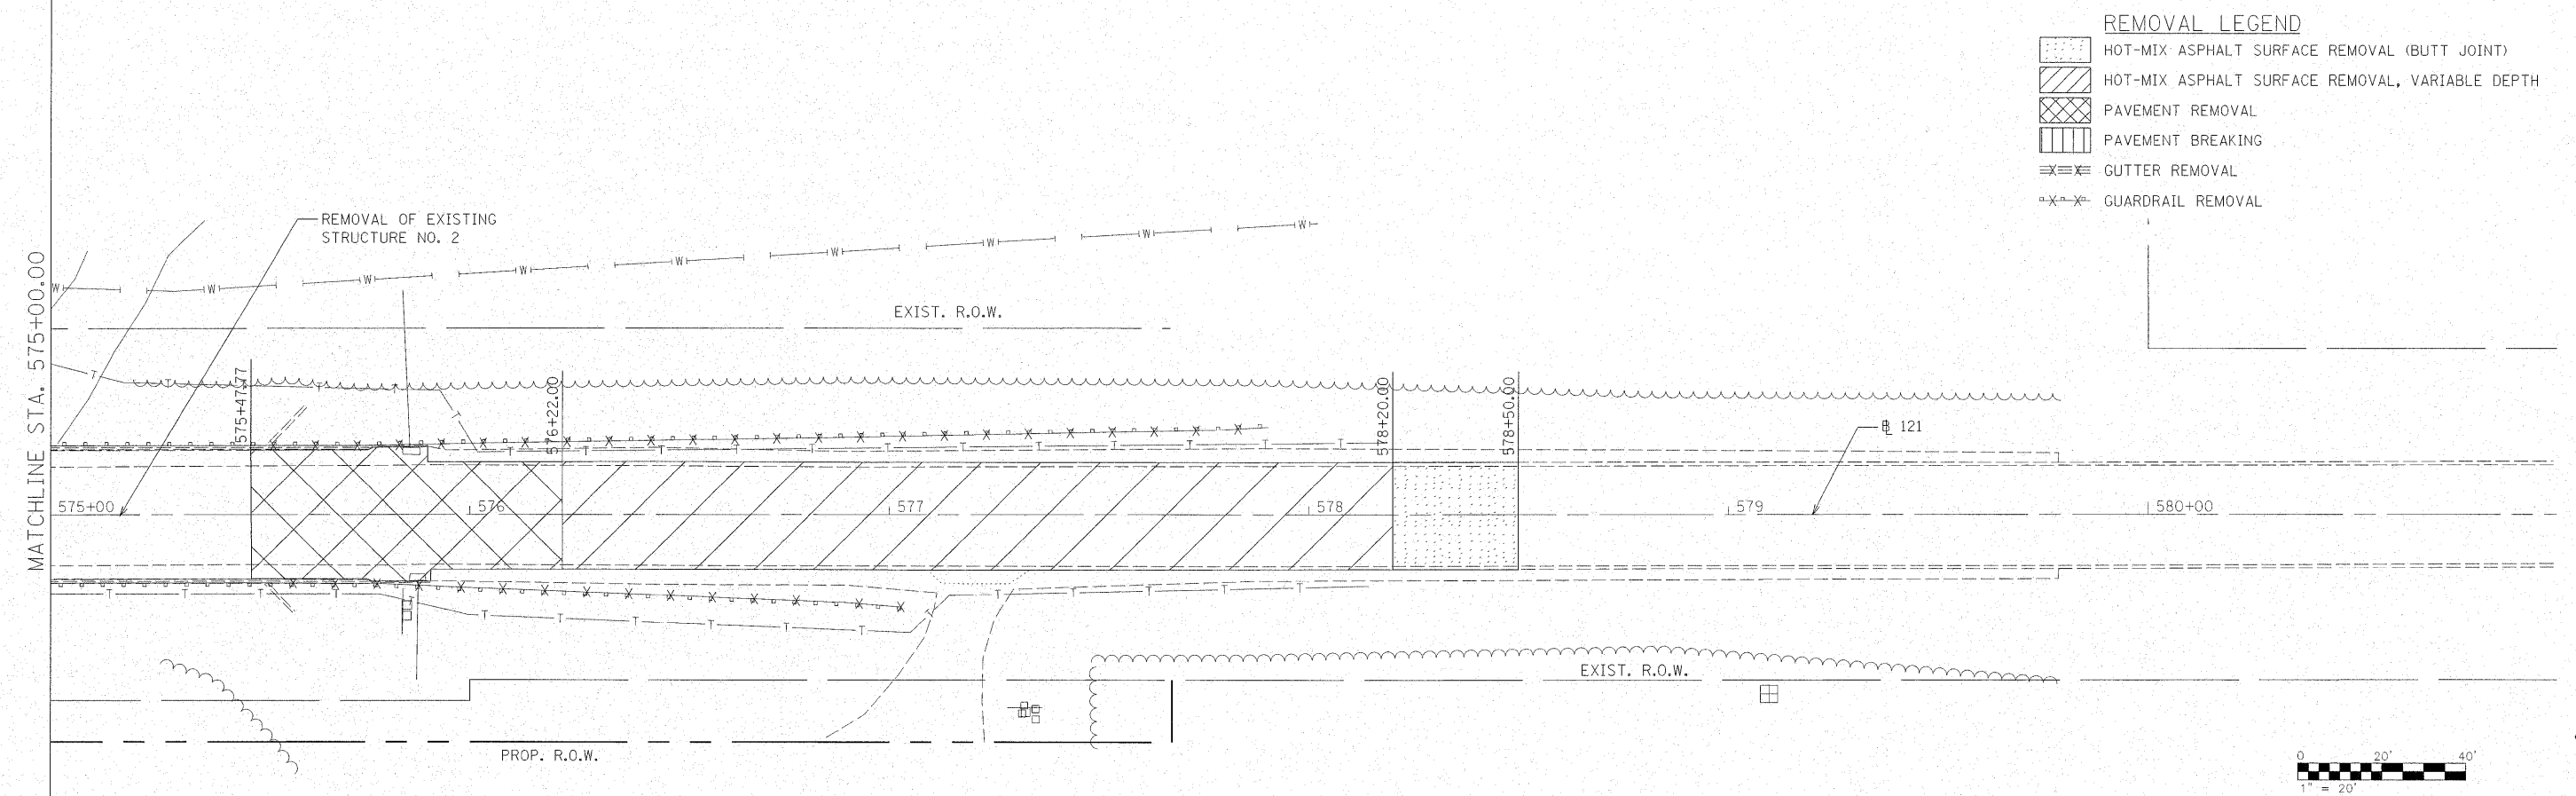 REMOVAL LEGEND
HOT-MIX ASPHALT SURFACE REMOVAL (BUTT JOINT)
HOT-MIX ASPHALT SURFACE REMOVAL, VARIABLE DEPTH
PAVEMENT REMOVAL
PAVEMENT BREAKING
GUTTER REMOVAL
GUARDRAIL REMOVAL
REMOVAL OF EXISTING
STRUCTURE NO. 2
MATCHLINE STA. 575+00.00
W W W W W W W W W
EXIST. R.O.W.
575+47.77
576+22.00
578+20.00
578+50.00
℄ 121
575+00
576
577
578
579
580+00
EXIST. R.O.W.
PROP. R.O.W.
0 20' 40'
1" = 20'